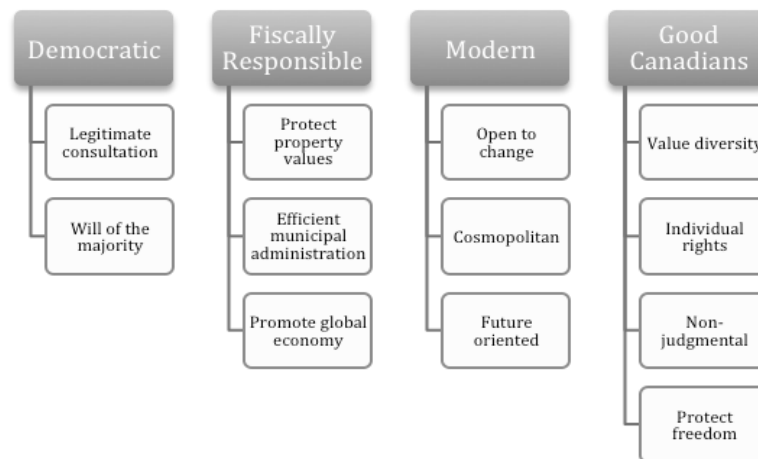 Democratic
Legitimate
consultation
Will of the
majority
Fiscally
Responsible
Protect
property
values
Efficient
municipal
administration
Promote global
economy
Modern
Open to
change
Cosmopolitan
Future
oriented
Good
Canadians
Value diversity
Individual
rights
Non-
judgmental
Protect
freedom